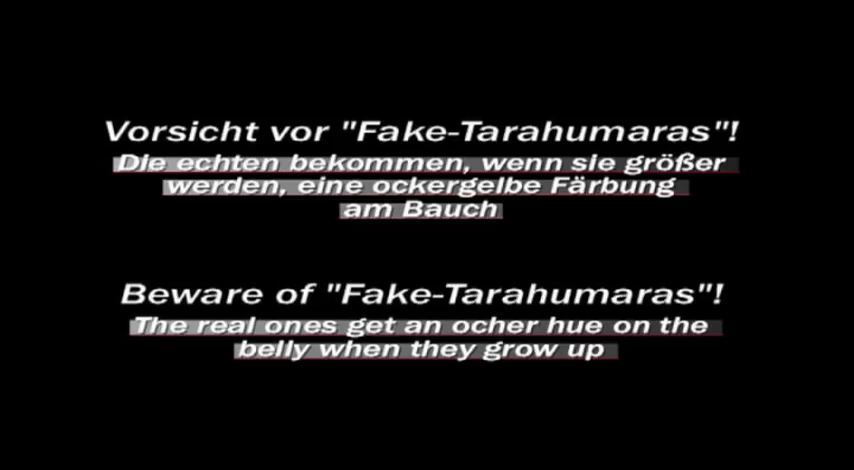 Vorsicht vor "Fake-Tarahumaras"!
Die echten bekommen, wenn sie größer
werden, eine ockergelbe Färbung
am Bauch
Beware of "Fake-Tarahumaras"!
The real ones get an ocher hue on the
belly when they grow up